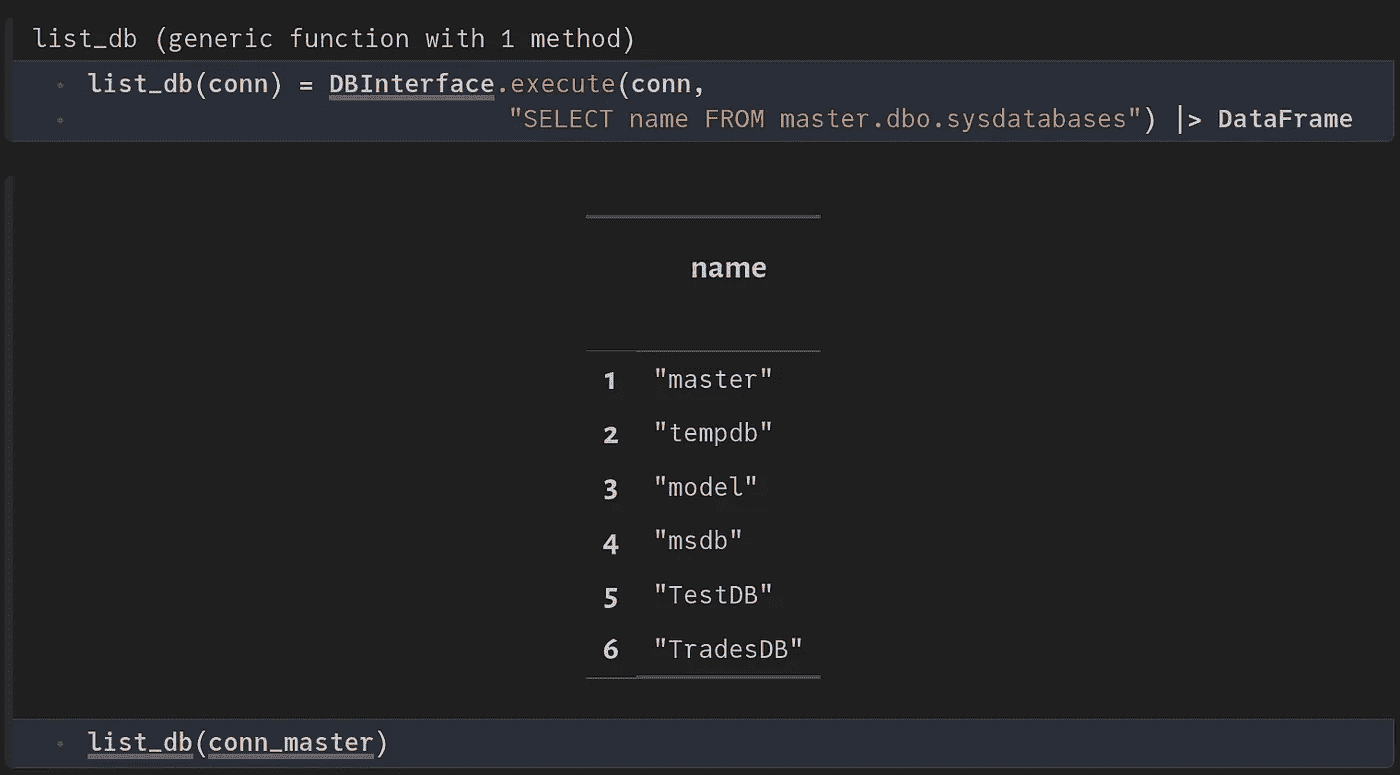 list_db (generic function with 1 method)
list_db(conn) = DBInterface.execute(conn,
"SELECT name FROM master.dbo.sysdatabases") |> DataFrame
name
1 "master"
2 "tempdb"
3 "model"
4 "msdb"
5 "TestDB"
6 "TradesDB"
list_db(conn_master)